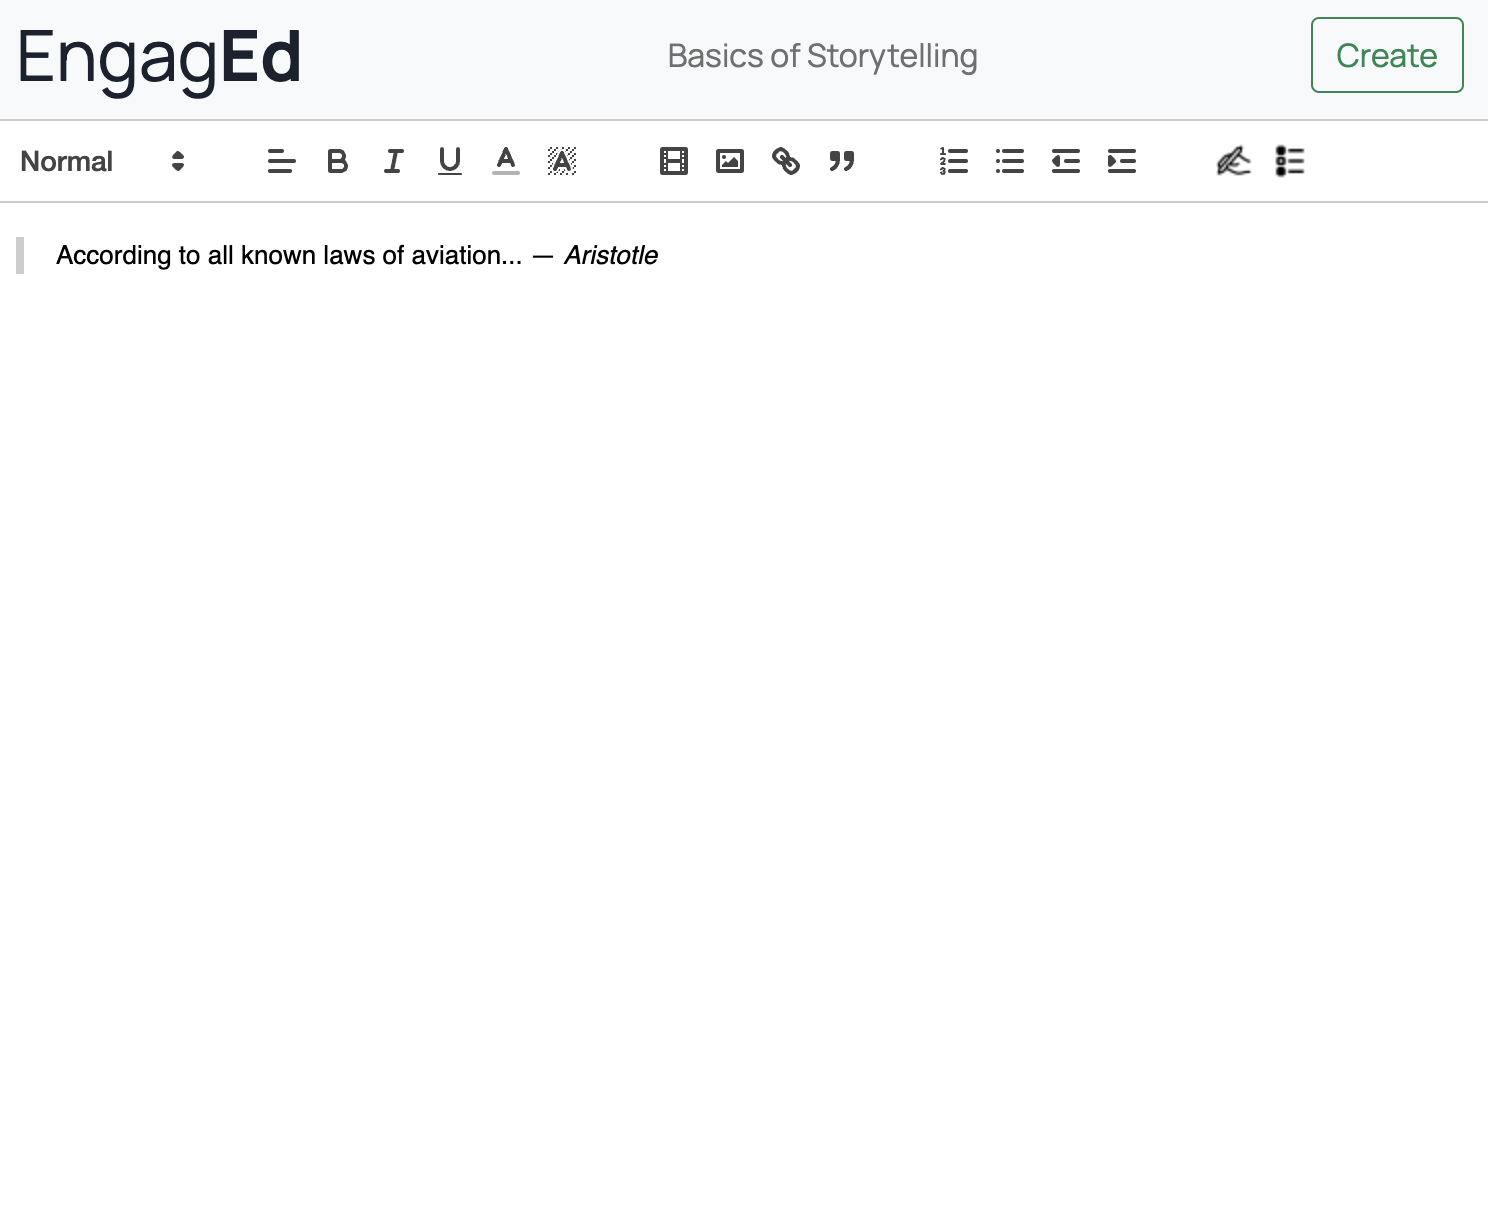 EngagEd
Basics of Storytelling
Create
Normal
According to all known laws of aviation... — Aristotle